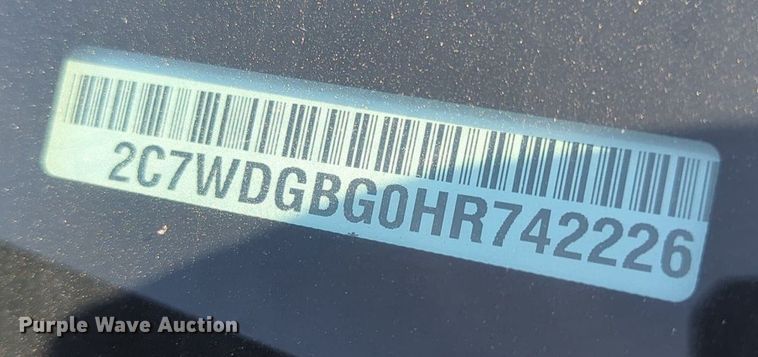 2C7WDGBG0HR742226
Purple Wave Auction